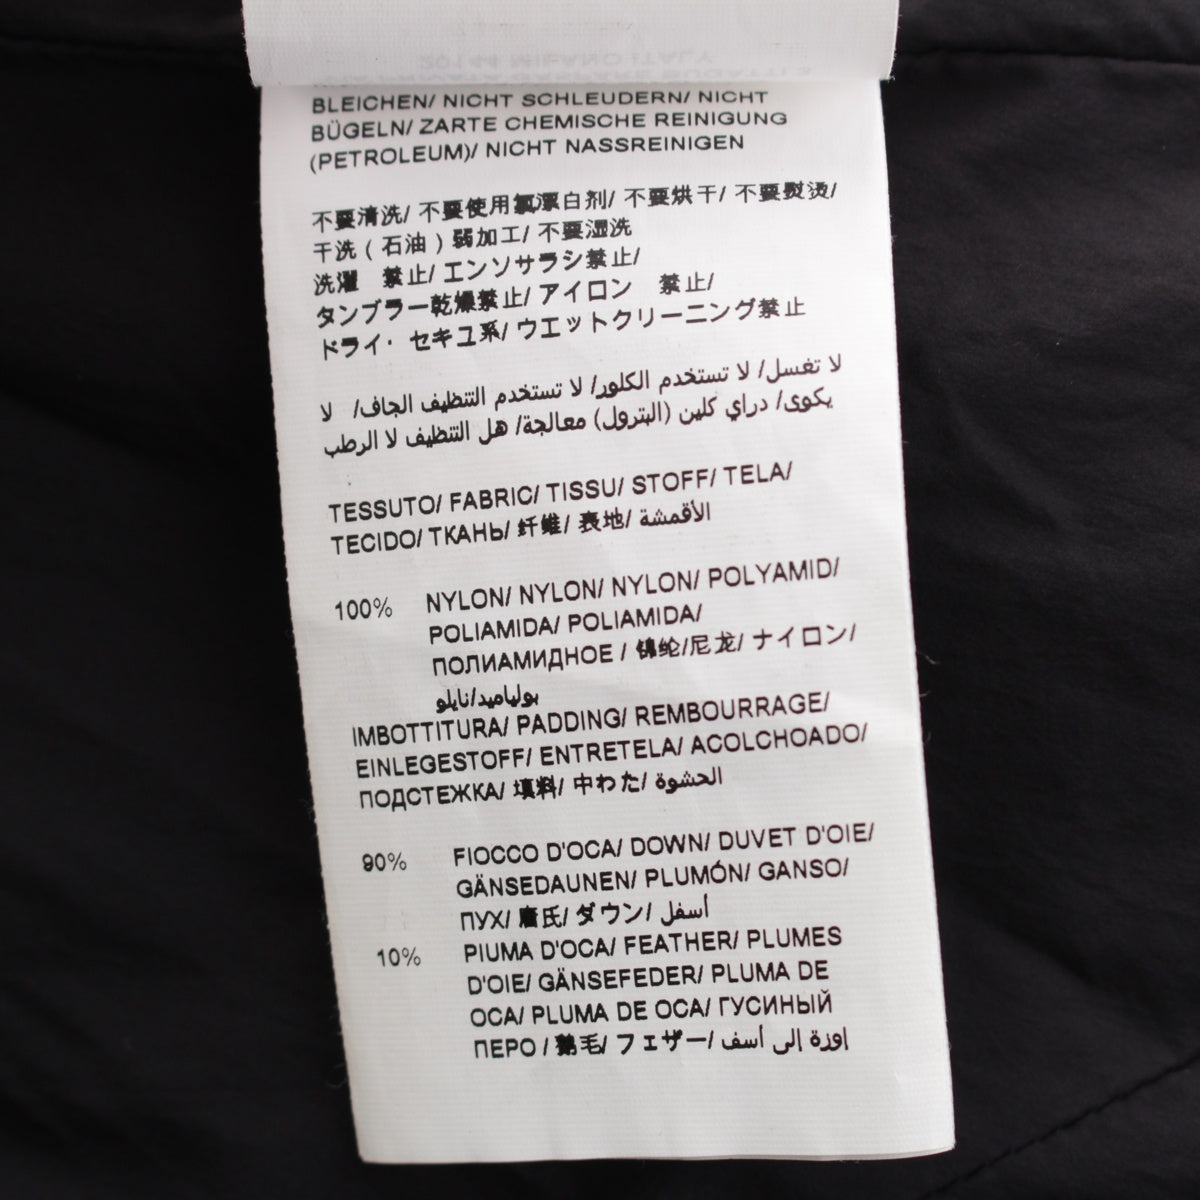 BLEICHEN/ NICHT SCHLEUDERN/ NICHT
BÜGELN/ ZARTE CHEMISCHE REINIGUNG
(PETROLEUM)/ NICHT NASSREINIGEN
不要清洗/ 不要使用氯漂白剂/ 不要烘干/ 不要熨烫/
干洗 ( 石油 ) 弱加工/ 不要湿洗
洗濯　禁止/ エンソサラシ禁止/
タンブラー乾燥禁止/ アイロン　禁止/
ドライ・セキユ系/ ウエットクリーニング禁止
لا تغسل/ لا تستخدم الكلور/ لا تستخدم التنظيف الجاف/ لا
يكوى/ دراي كلين (البترول) معالجة/ هل التنظيف لا الرطب
.
TESSUTO/ FABRIC/ TISSU/ STOFF/ TELA/
TECIDO/ ТКАНЬ/ 纤维/ 表地/ الأقمشة
100% NYLON/ NYLON/ NYLON/ POLYAMID/
POLIAMIDA/ POLIAMIDA/
ПОЛИАМИДНОЕ / 锦纶/尼龙/ ナイロン/
بولياميد/نايلو
IMBOTTITURA/ PADDING/ REMBOURRAGE/
EINLEGESTOFF/ ENTRETELA/ ACOLCHOADO/
ПОДСТЕЖКА/ 填料/ 中わた/ الحشوة
90% FIOCCO D'OCA/ DOWN/ DUVET D'OIE/
GÄNSEDAUNEN/ PLUMÓN/ GANSO/
ПУХ/ ダウン/ أسفل
10% PIUMA D'OCA/ FEATHER/ PLUMES
D'OIE/ GÄNSEFEDER/ PLUMA DE
OCA/ PLUMA DE OCA/ ГУСИНЫЙ
ПЕРО / 鹅毛/ フェザー/ اوزة إلى أسف